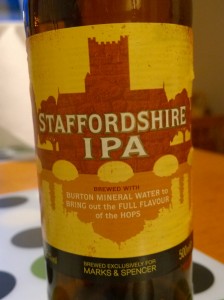 STAFFORDSHIRE
IPA
BREWED WITH
BURTON MINERAL WATER to
BRING out the FULL FLAVOUR
of the HOPS
BREWED EXCLUSIVELY FOR
MARKS & SPENCER